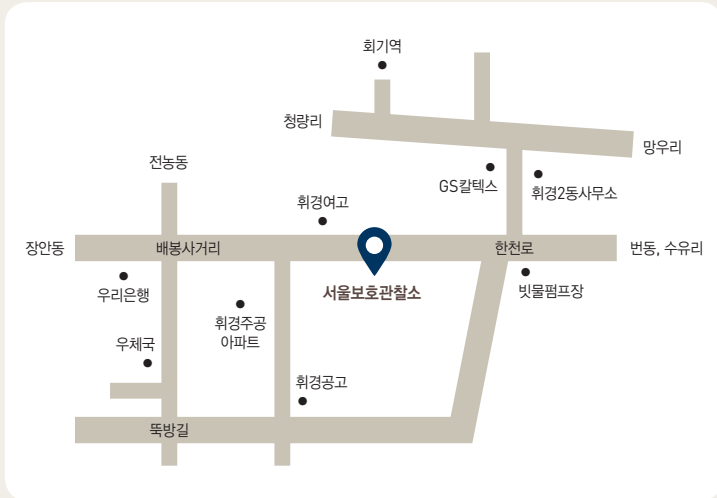 회기역
청량리
망우리
전농동
GS칼텍스
휘경2동사무소
휘경여고
장안동
배봉사거리
한천로
번동, 수유리
우리은행
서울보호관찰소
빗물펌프장
휘경주공
아파트
우체국
휘경공고
뚝방길